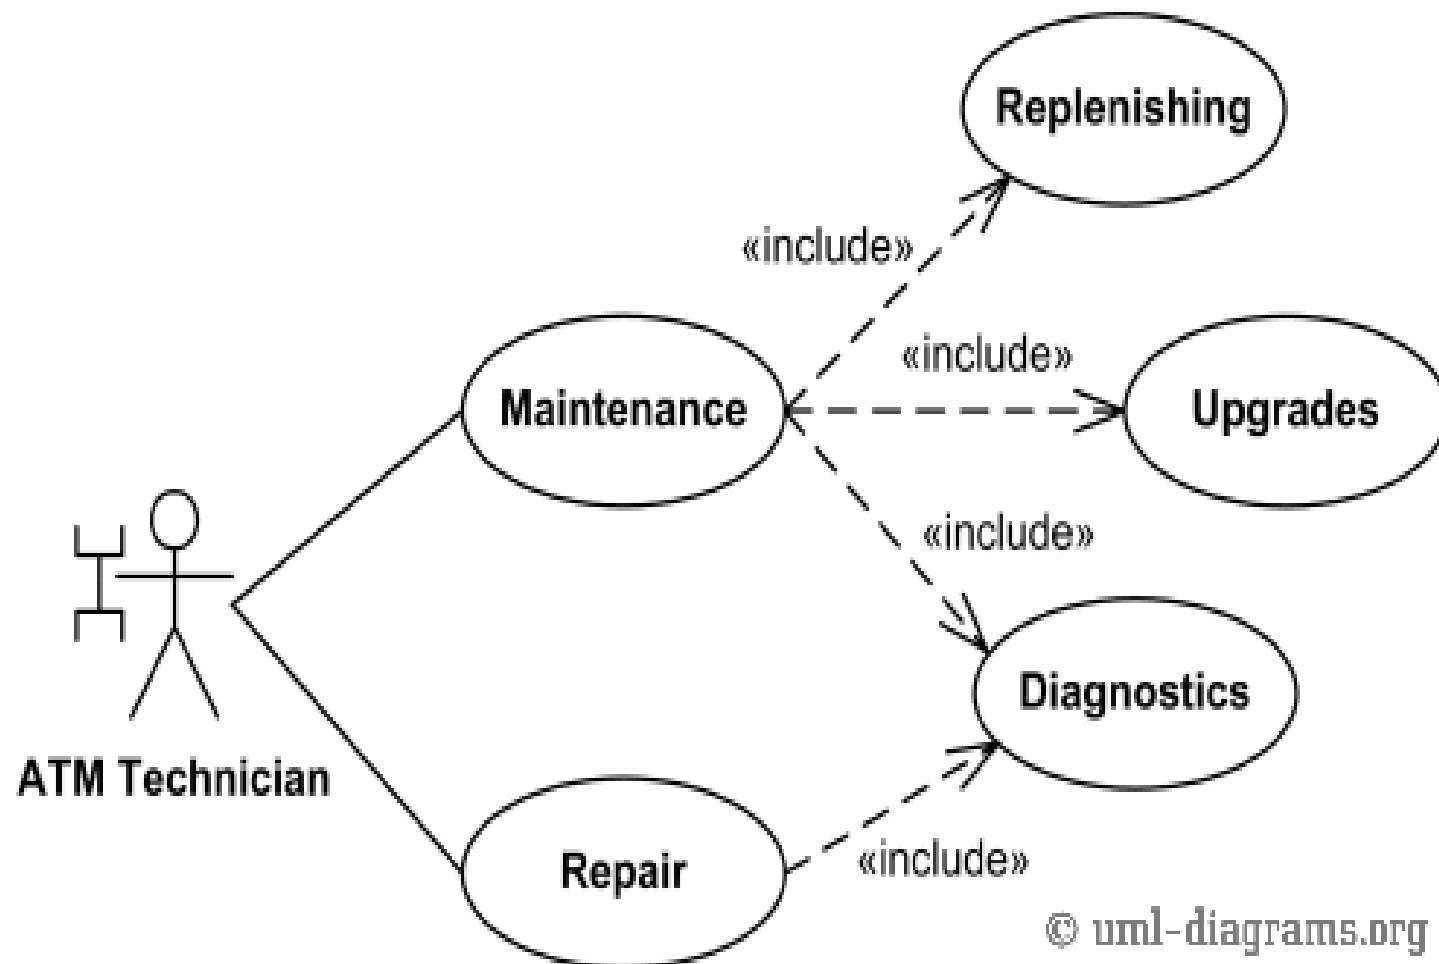 Replenishing
«include»
«include»
Maintenance
Upgrades
«include»
Diagnostics
ATM Technician
Repair
«include»
© uml-diagrams.org